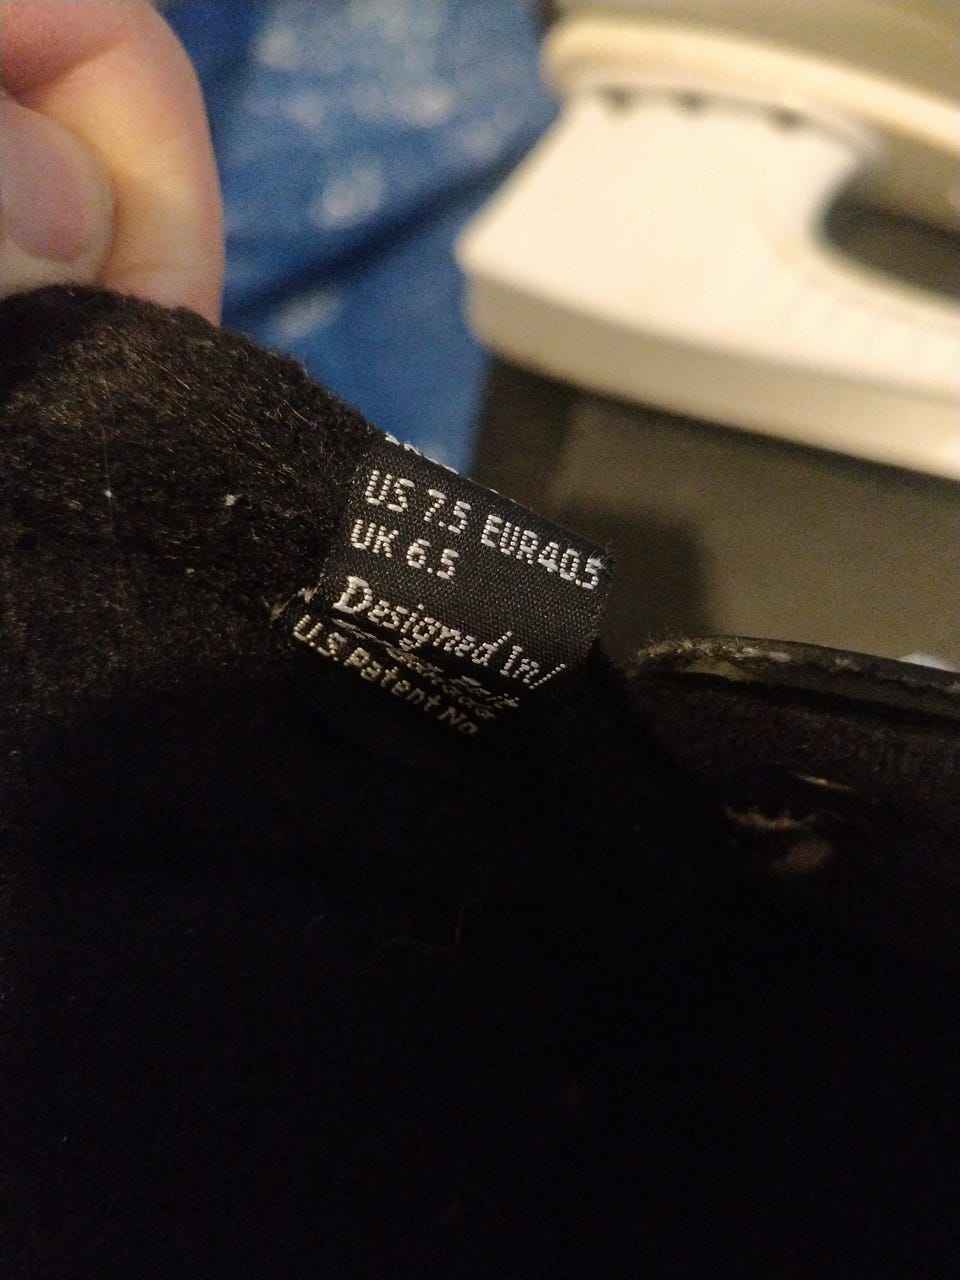 US 7.5 EUR40.5
UK 6.5
Designed in/
U.S. Patent No.